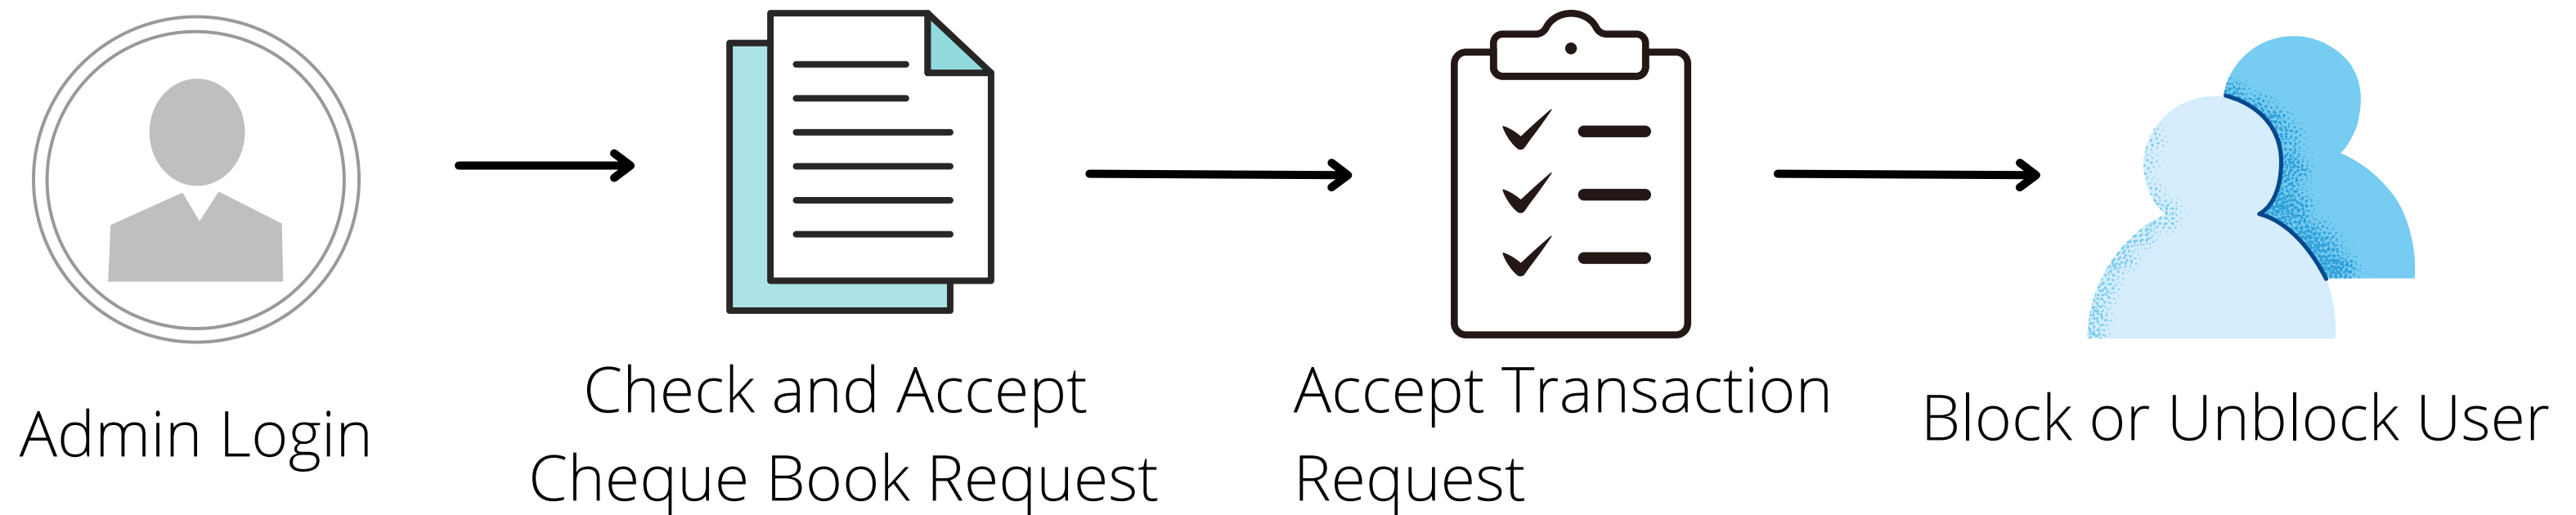 Admin Login
Check and Accept
Cheque Book Request
Accept Transaction
Request
Block or Unblock User